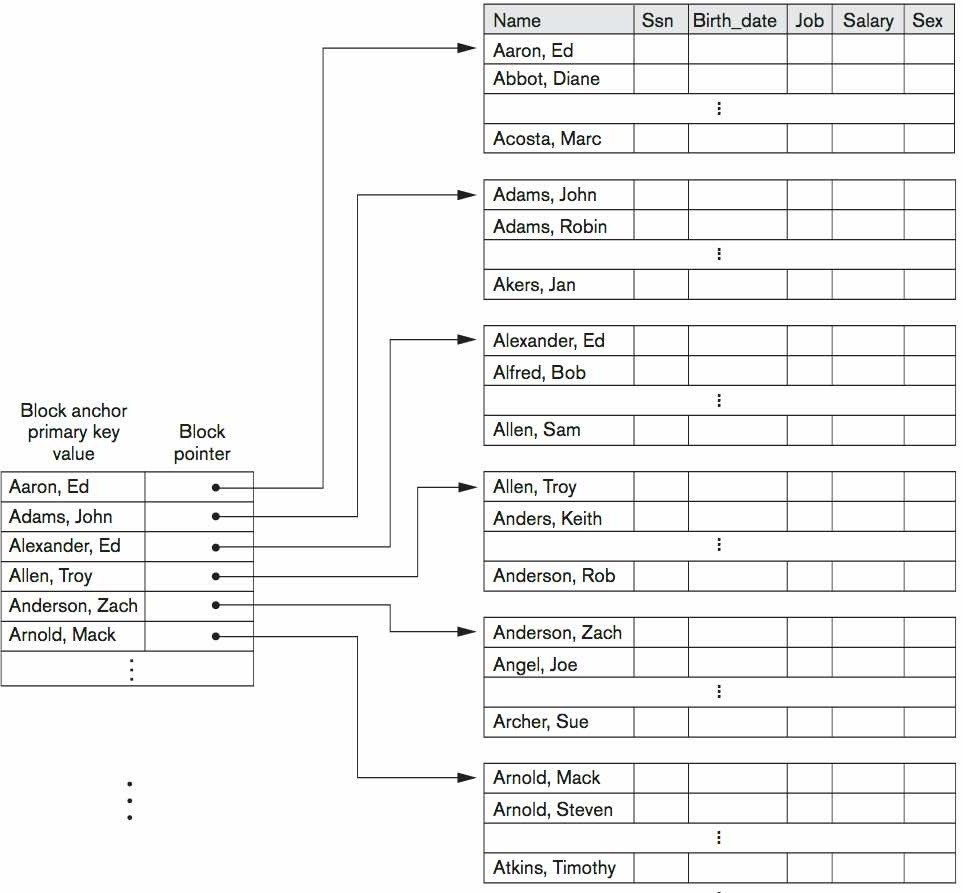 Name Ssn Birth_date Job Salary Sex
Aaron, Ed
Abbot, Diane
Acosta, Marc
Adams, John
Adams, Robin
Akers, Jan
Alexander, Ed
Alfred, Bob
Allen, Sam
Allen, Troy
Anders, Keith
Anderson, Rob
Anderson, Zach
Angel, Joe
Archer, Sue
Arnold, Mack
Arnold, Steven
Atkins, Timothy
Block anchor
primary key
value
Block
pointer
Aaron, Ed
Adams, John
Alexander, Ed
Allen, Troy
Anderson, Zach
Arnold, Mack